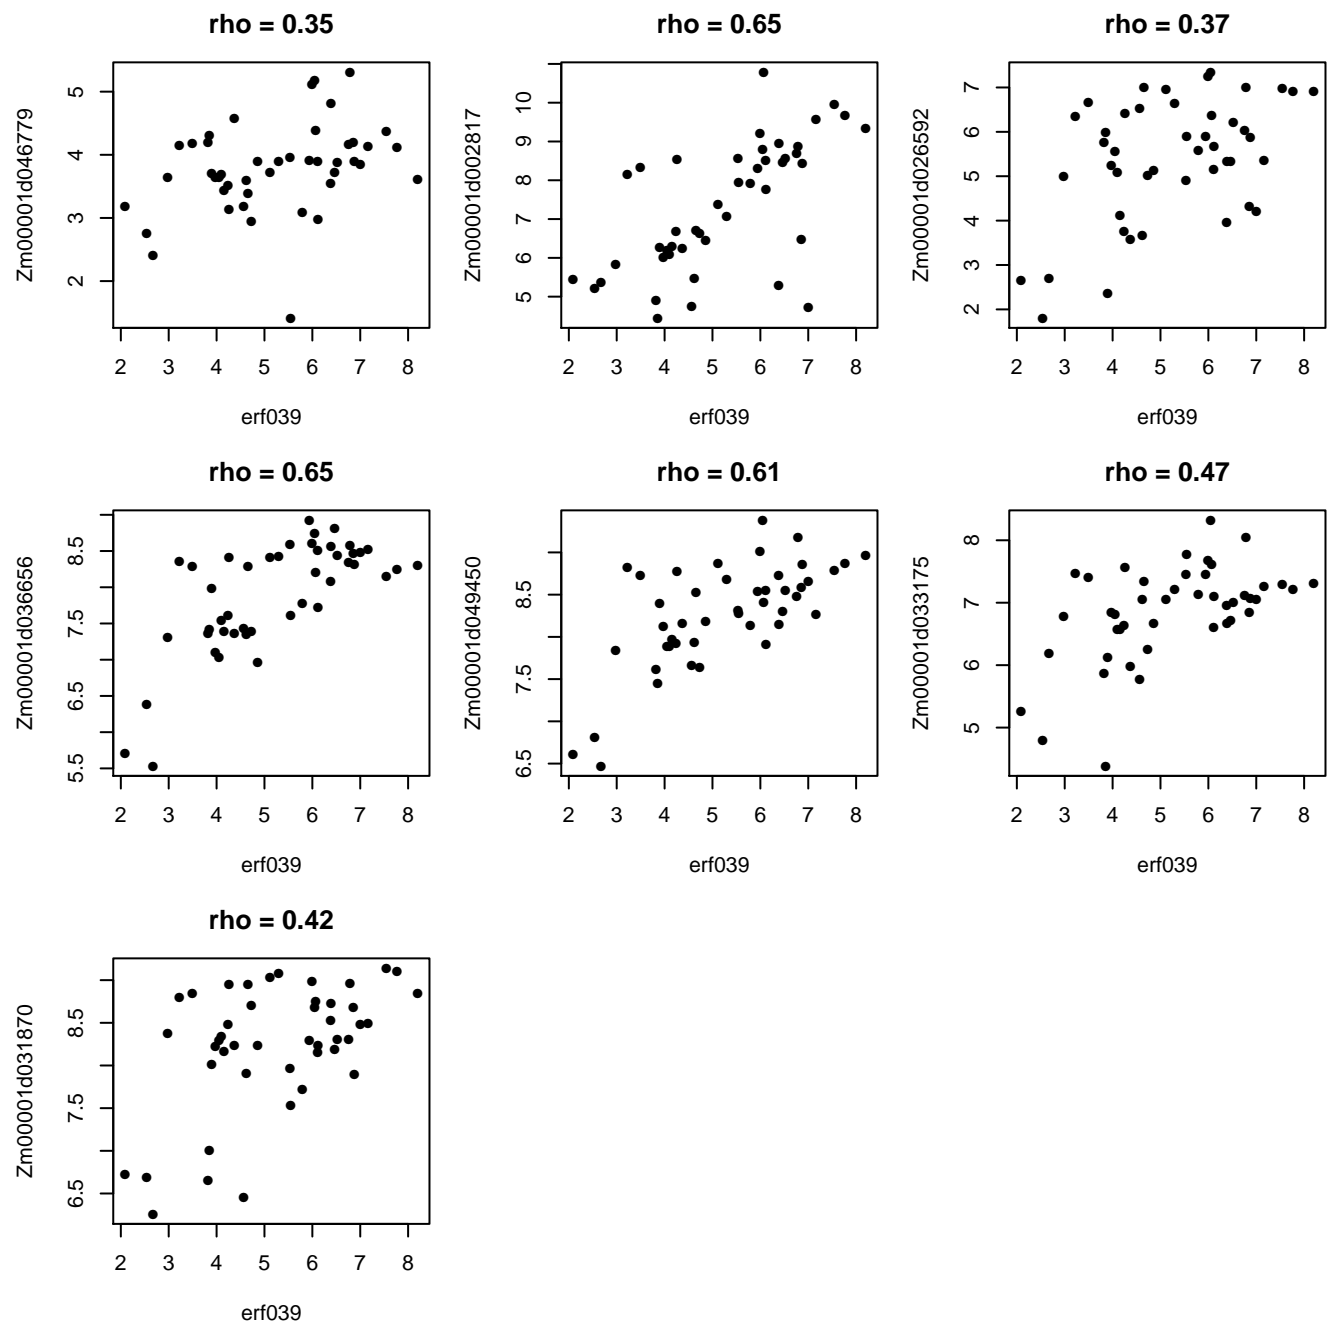 rho = 0.35
Zm00001d046779
5
4
3
2
2 3 4 5 6 7 8
erf039
rho = 0.65
Zm00001d002817
10
9
8
7
6
5
2 3 4 5 6 7 8
erf039
rho = 0.37
Zm00001d026592
7
6
5
4
3
2
2 3 4 5 6 7 8
erf039
rho = 0.65
Zm00001d036656
8.5
7.5
6.5
5.5
2 3 4 5 6 7 8
erf039
rho = 0.61
Zm00001d049450
8.5
7.5
6.5
2 3 4 5 6 7 8
erf039
rho = 0.47
Zm00001d033175
8
7
6
5
2 3 4 5 6 7 8
erf039
rho = 0.42
Zm00001d031870
8.5
7.5
6.5
2 3 4 5 6 7 8
erf039